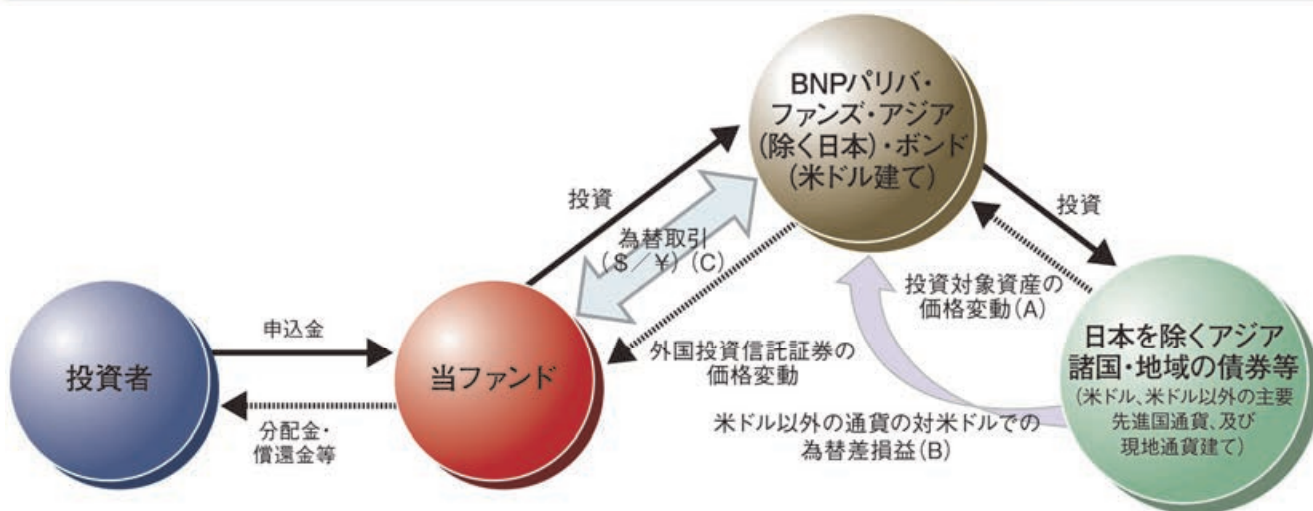 投資者
申込金
分配金・
償還金等
当ファンド
投資
為替取引
($／¥) (C)
外国投資信託証券の
価格変動
BNPパリバ・
ファンズ・アジア
(除く日本)・ボンド
(米ドル建て)
投資
投資対象資産の
価格変動(A)
米ドル以外の通貨の対米ドルでの
為替差損益(B)
日本を除くアジア
諸国・地域の債券等
(米ドル、米ドル以外の主要
先進国通貨、及び
現地通貨建て)